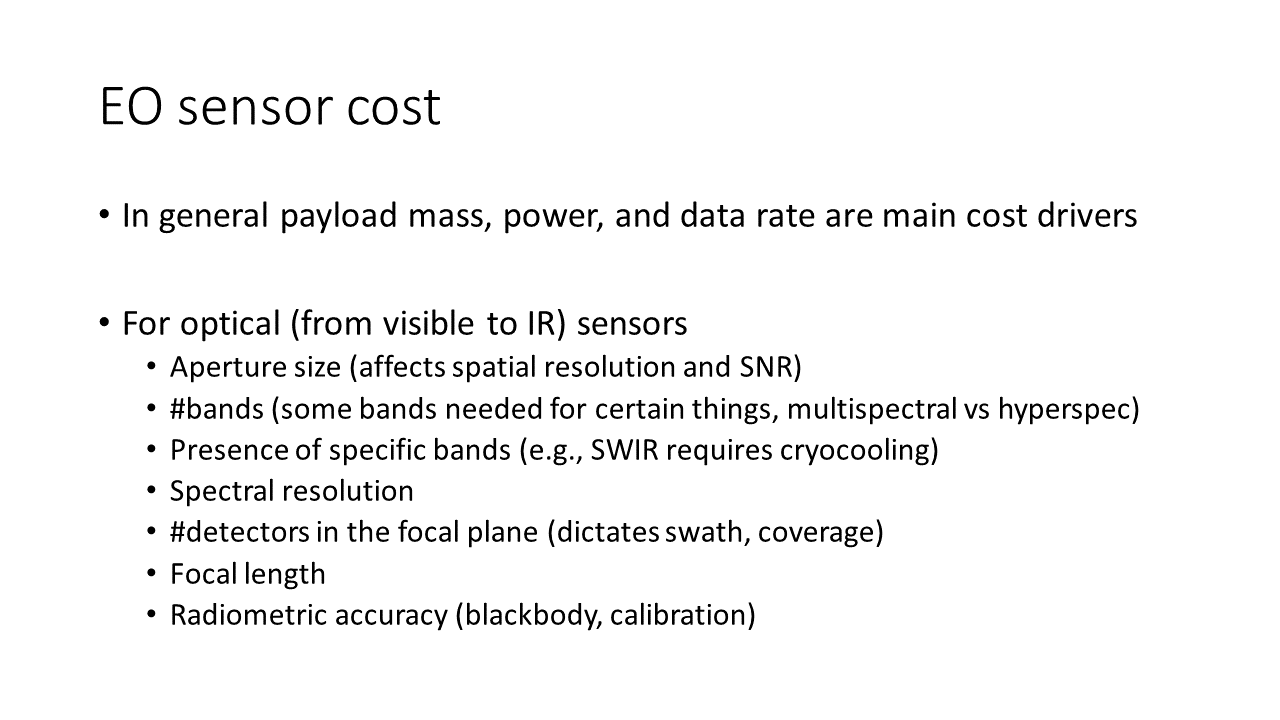 EO sensor cost
• In general payload mass, power, and data rate are main cost drivers
• For optical (from visible to IR) sensors
• Aperture size (affects spatial resolution and SNR)
• #bands (some bands needed for certain things, multispectral vs hyperspec)
• Presence of specific bands (e.g., SWIR requires cryocooling)
• Spectral resolution
• #detectors in the focal plane (dictates swath, coverage)
• Focal length
• Radiometric accuracy (blackbody, calibration)